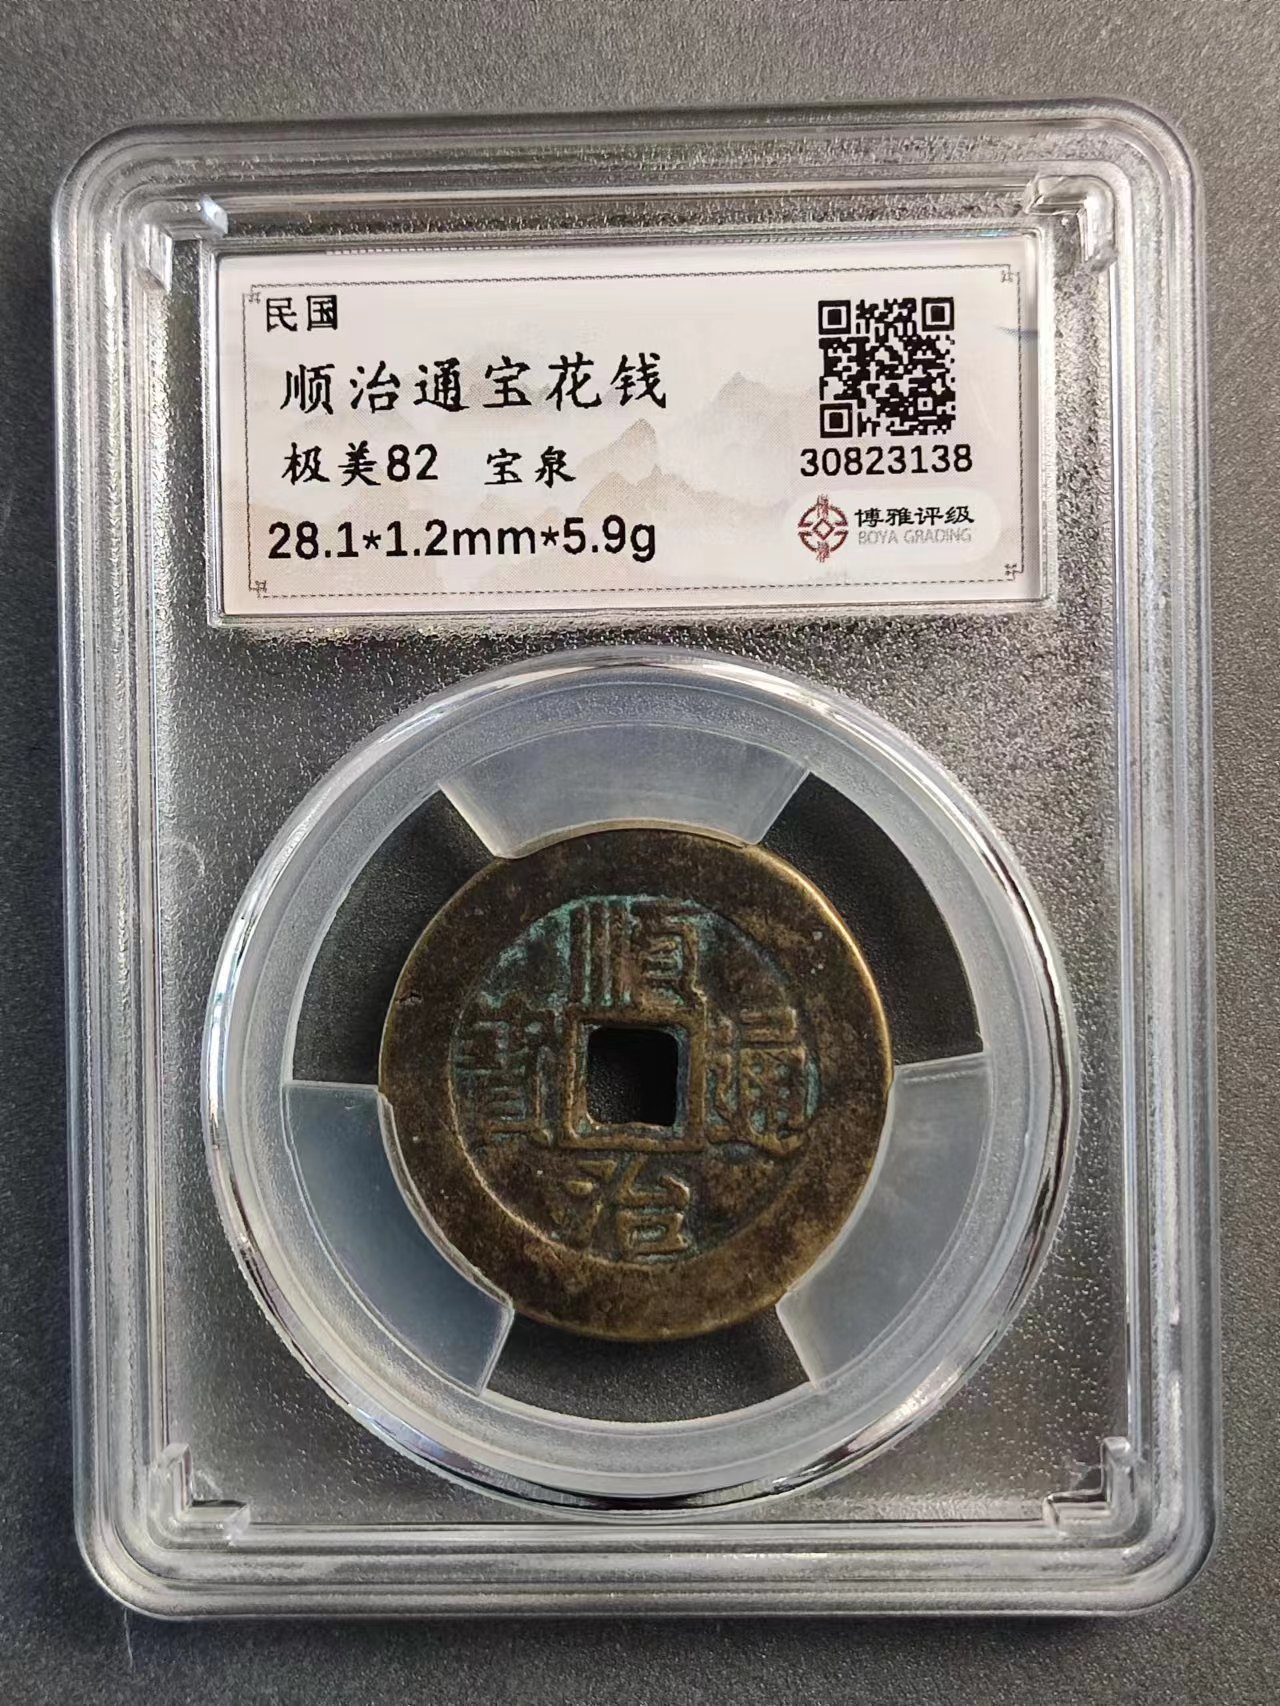 民国
顺治通宝花钱
极美82 宝泉
28.1*1.2mm*5.9g
30823138
博雅评级
BOYA GRADING
順
寶 通
治